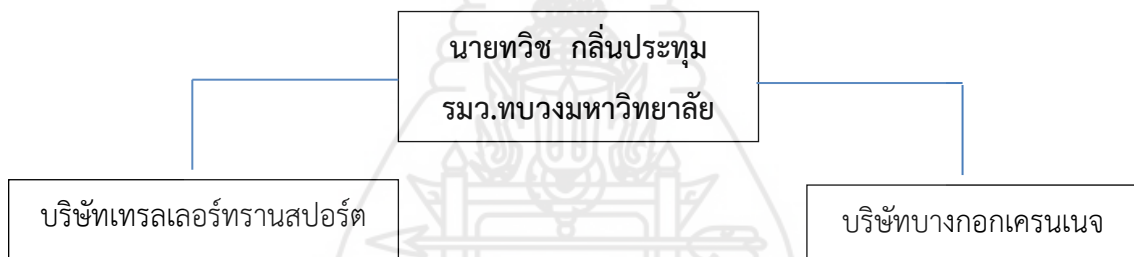 นายทวิช กลิ่นประทุม
รมว.ทบวงมหาวิทยาลัย
บริษัทเทรลเลอร์ทรานสปอร์ต
บริษัทบางกอกเครนเนจ